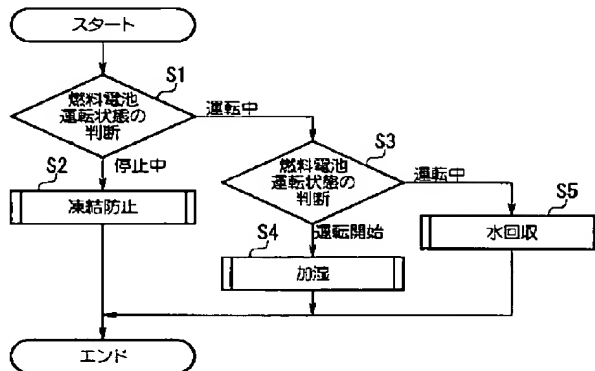 スタート
S1
燃料電池
運転状態の
判断
運転中
S2
停止中
凍結防止
S3
燃料電池
運転状態の
判断
運転中
S4
運転開始
加湿
S5
水回収
エンド